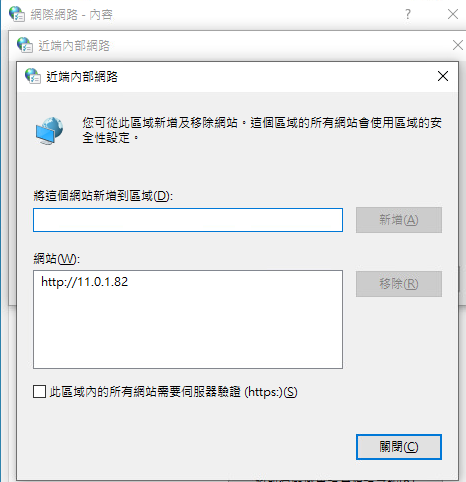 網際網路 - 內容
近端內部網路
近端內部網路
您可從此區域新增及移除網站。這個區域的所有網站會使用區域的安
全性設定。
將這個網站新增到區域(D):
新增(A)
網站(W):
http://11.0.1.82
移除(R)
此區域內的所有網站需要伺服器驗證 (https:)(S)
關閉(C)